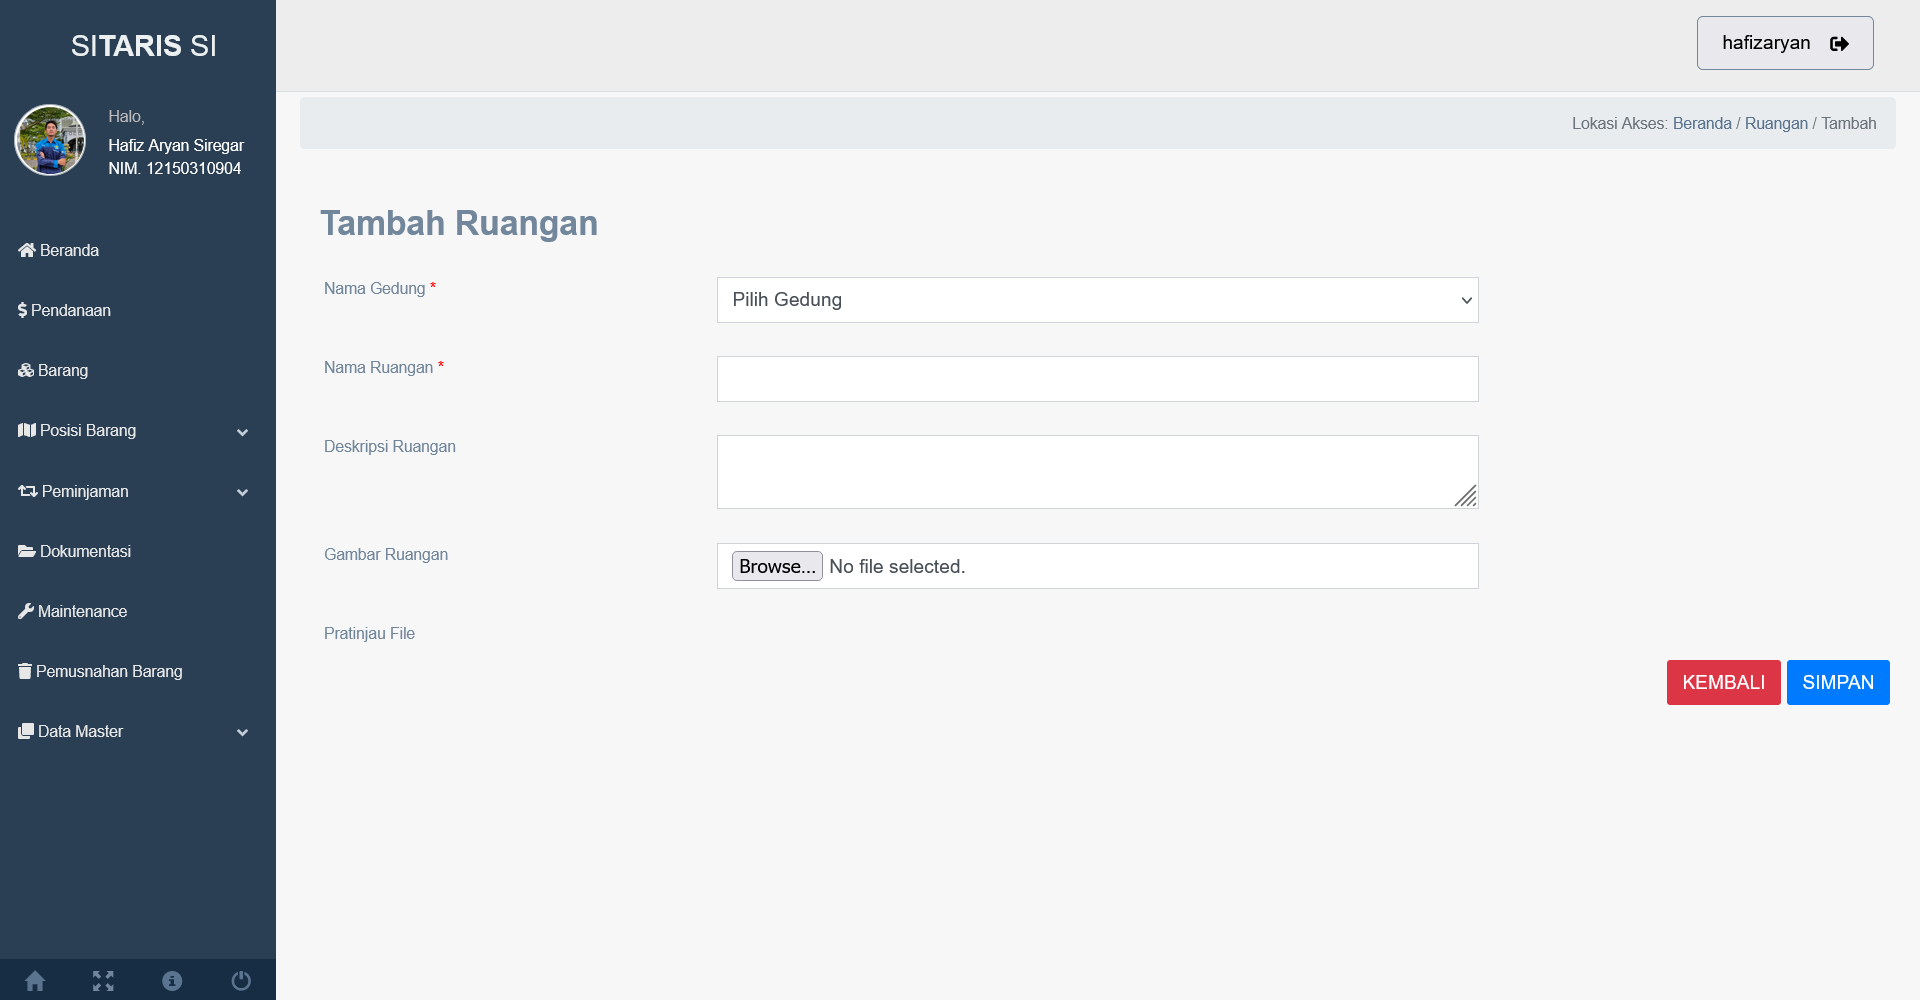 SITARIS SI
Halo,
Hafiz Aryan Siregar
NIM. 12150310904
Beranda
Pendanaan
Barang
Posisi Barang
Peminjaman
Dokumentasi
Maintenance
Pemusnahan Barang
Data Master
hafizaryan
Lokasi Akses: Beranda / Ruangan / Tambah
Tambah Ruangan
Nama Gedung *
Pilih Gedung
Nama Ruangan *
Deskripsi Ruangan
Gambar Ruangan
Browse... No file selected.
Pratinjau File
KEMBALI SIMPAN